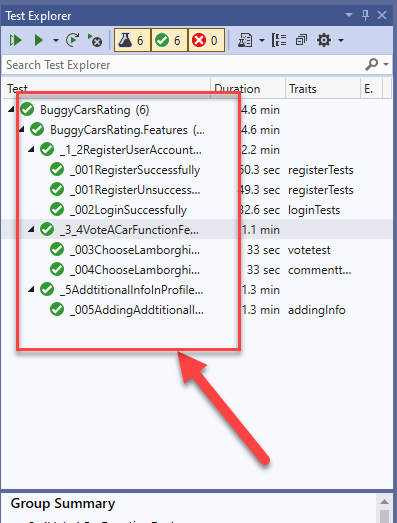 Test Explorer
6 6 0
Search Test Explorer
Test Duration Traits E.
BuggyCarsRating (6) 4.6 min
BuggyCarsRating.Features (... 4.6 min
_1_2RegisterUserAccount... 2.2 min
_001RegisterSuccessfully 50.3 sec registerTests
_001RegisterUnsuccess... 49.3 sec registerTests
_002LoginSuccessfully 32.6 sec loginTests
_3_4VoteACarFunctionFe... 1.1 min
_003ChooseLamborghi... 33 sec votetest
_004ChooseLamborghi... 33 sec commentt...
_5AddtitionalInfoInProfile... 1.3 min
_005AddingAddtitionalI... 1.3 min addingInfo
Group Summary